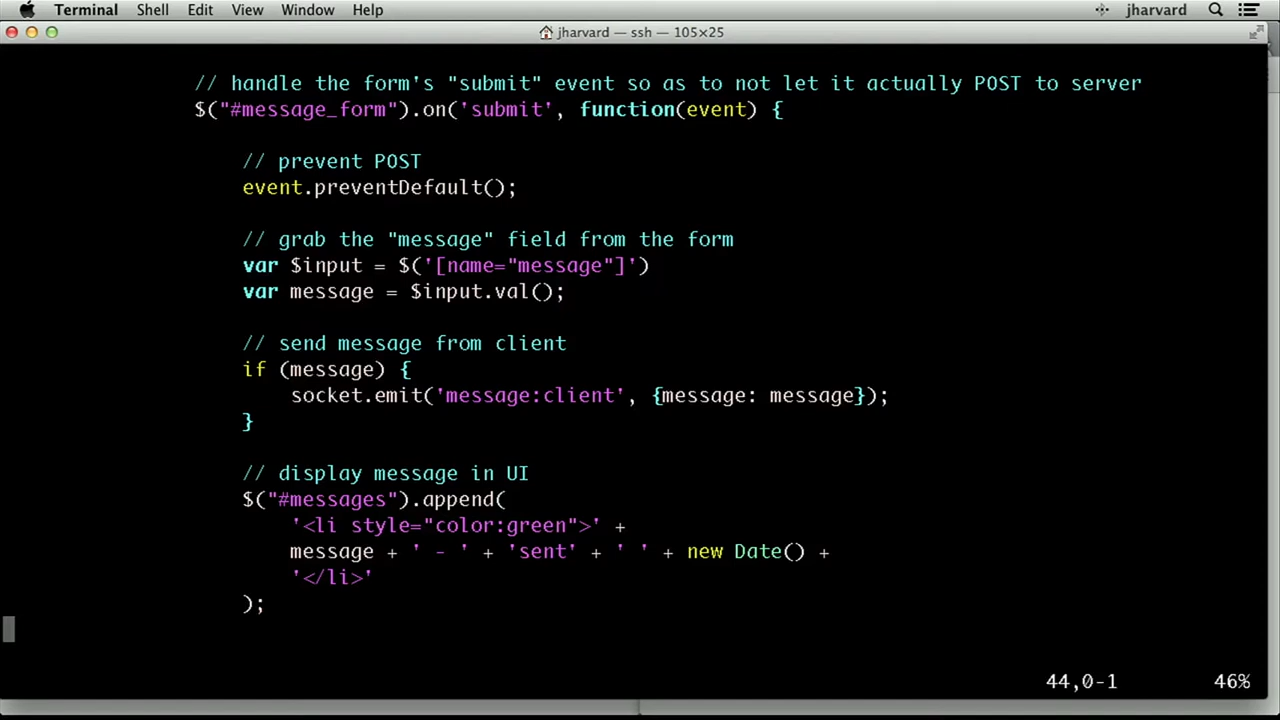 Terminal Shell Edit View Window Help jharvard
jharvard — ssh — 105×25
// handle the form's "submit" event so as to not let it actually POST to server
$("#message_form").on('submit', function(event) {
// prevent POST
event.preventDefault();
// grab the "message" field from the form
var $input = $('[name="message"]')
var message = $input.val();
// send message from client
if (message) {
socket.emit('message:client', {message: message});
}
// display message in UI
$("#messages").append(
'<li style="color:green">' +
message + ' - ' + 'sent' + ' ' + new Date() +
'</li>'
);
44,0-1 46%